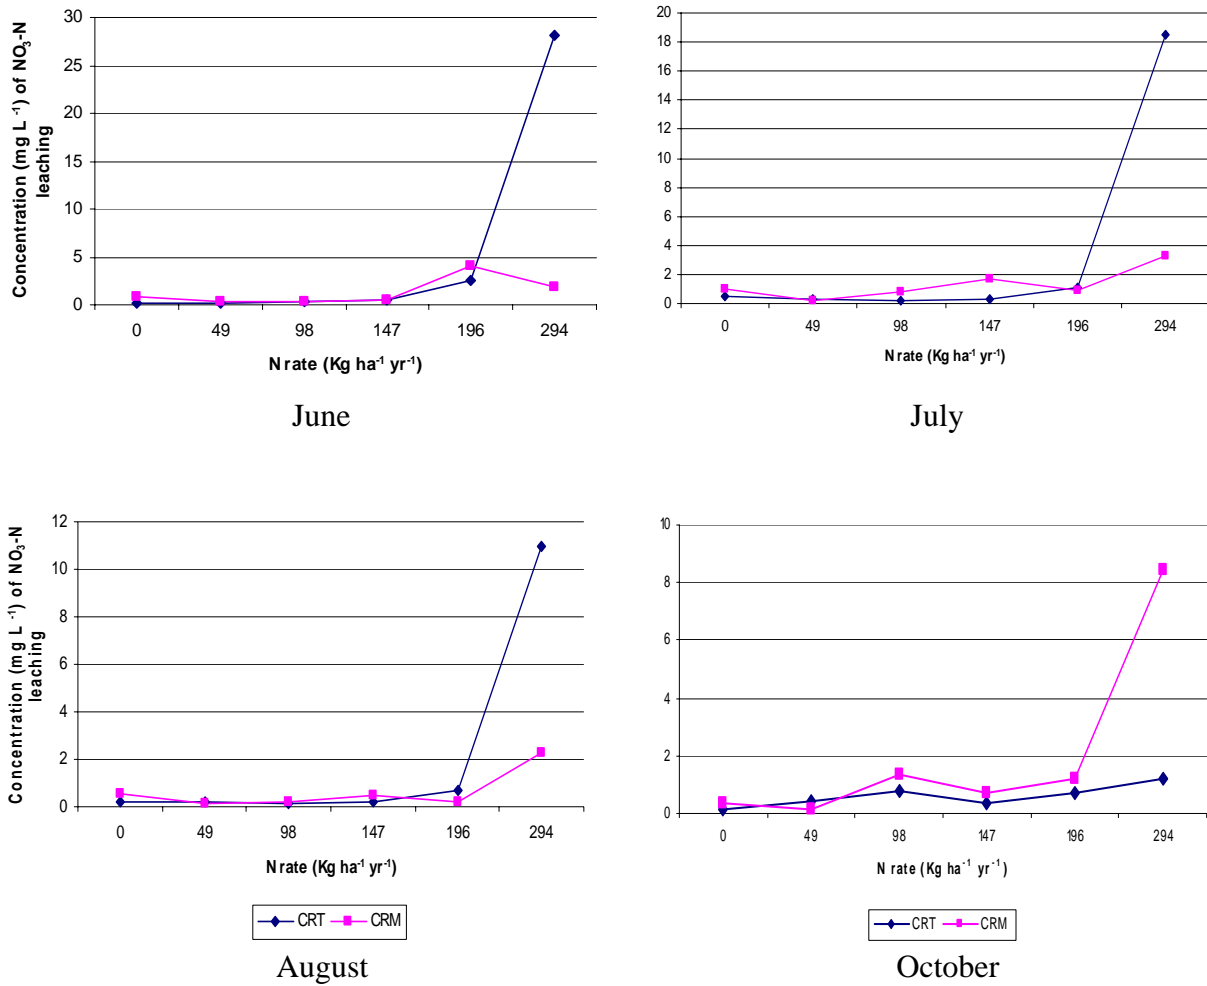 Concentration (mg L ⁻¹) of NO₃-N
leaching
30
25
20
15
10
5
0
0 49 98 147 196 294
N rate (Kg ha⁻¹ yr⁻¹)
June
20
18
16
14
12
10
8
6
4
2
0
0 49 98 147 196 294
N rate (Kg ha⁻¹ yr⁻¹)
July
Concentration (mg L ⁻¹) of NO₃-N
leaching
12
10
8
6
4
2
0
0 49 98 147 196 294
N rate (Kg ha⁻¹ yr⁻¹)
CRT CRM
August
10
8
6
4
2
0
0 49 98 147 196 294
N rate (Kg ha⁻¹ yr⁻¹)
CRT CRM
October